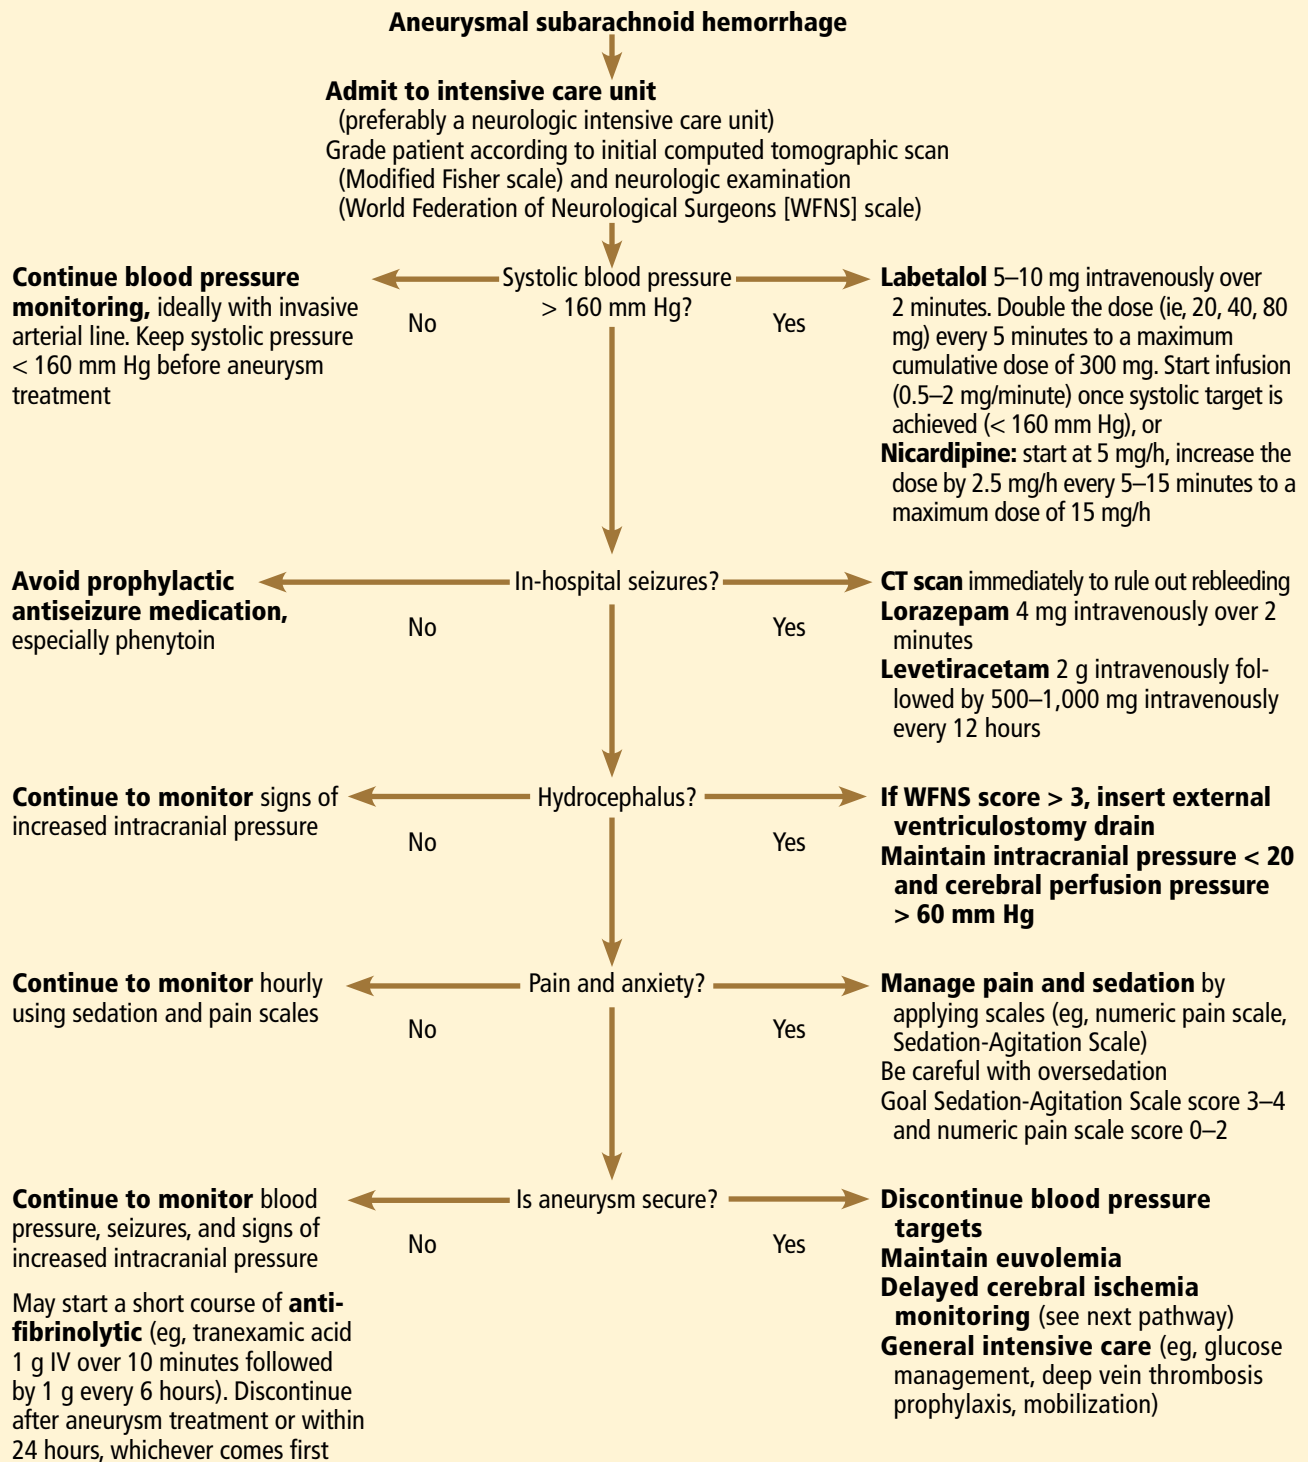 Aneurysmal subarachnoid hemorrhage
Admit to intensive care unit
(preferably a neurologic intensive care unit)
Grade patient according to initial computed tomographic scan
(Modified Fisher scale) and neurologic examination
(World Federation of Neurological Surgeons [WFNS] scale)
Systolic blood pressure
> 160 mm Hg?
No
Yes
Continue blood pressure
monitoring, ideally with invasive
arterial line. Keep systolic pressure
< 160 mm Hg before aneurysm
treatment
Labetalol 5–10 mg intravenously over
2 minutes. Double the dose (ie, 20, 40, 80
mg) every 5 minutes to a maximum
cumulative dose of 300 mg. Start infusion
(0.5–2 mg/minute) once systolic target is
achieved (< 160 mm Hg), or
Nicardipine: start at 5 mg/h, increase the
dose by 2.5 mg/h every 5–15 minutes to a
maximum dose of 15 mg/h
In-hospital seizures?
No
Yes
Avoid prophylactic
antiseizure medication,
especially phenytoin
CT scan immediately to rule out rebleeding
Lorazepam 4 mg intravenously over 2
minutes
Levetiracetam 2 g intravenously fol-
lowed by 500–1,000 mg intravenously
every 12 hours
Hydrocephalus?
No
Yes
Continue to monitor signs of
increased intracranial pressure
If WFNS score > 3, insert external
ventriculostomy drain
Maintain intracranial pressure < 20
and cerebral perfusion pressure
> 60 mm Hg
Pain and anxiety?
No
Yes
Continue to monitor hourly
using sedation and pain scales
Manage pain and sedation by
applying scales (eg, numeric pain scale,
Sedation-Agitation Scale)
Be careful with oversedation
Goal Sedation-Agitation Scale score 3–4
and numeric pain scale score 0–2
Is aneurysm secure?
No
Yes
Continue to monitor blood
pressure, seizures, and signs of
increased intracranial pressure
May start a short course of anti-
fibrinolytic (eg, tranexamic acid
1 g IV over 10 minutes followed
by 1 g every 6 hours). Discontinue
after aneurysm treatment or within
24 hours, whichever comes first
Discontinue blood pressure
targets
Maintain euvolemia
Delayed cerebral ischemia
monitoring (see next pathway)
General intensive care (eg, glucose
management, deep vein thrombosis
prophylaxis, mobilization)